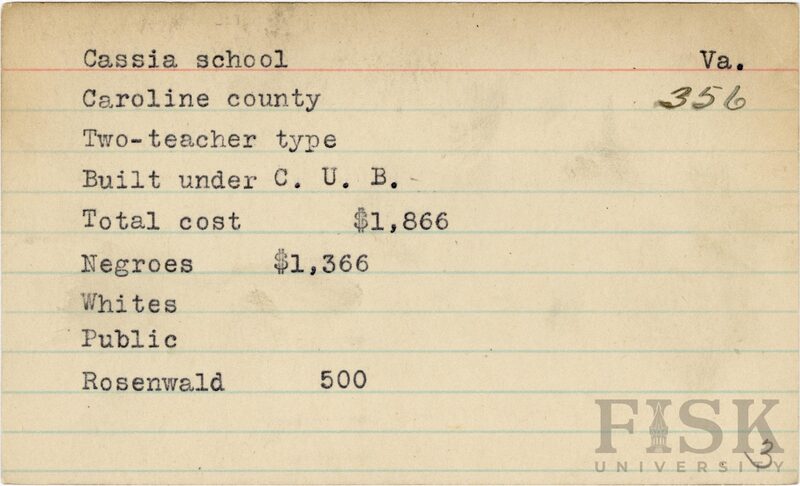 Cassia school Va.
Caroline county 356
Two-teacher type
Built under C. U. B.
Total cost $1,866
Negroes $1,366
Whites
Public
Rosenwald 500
FISK
UNIVERSITY
3